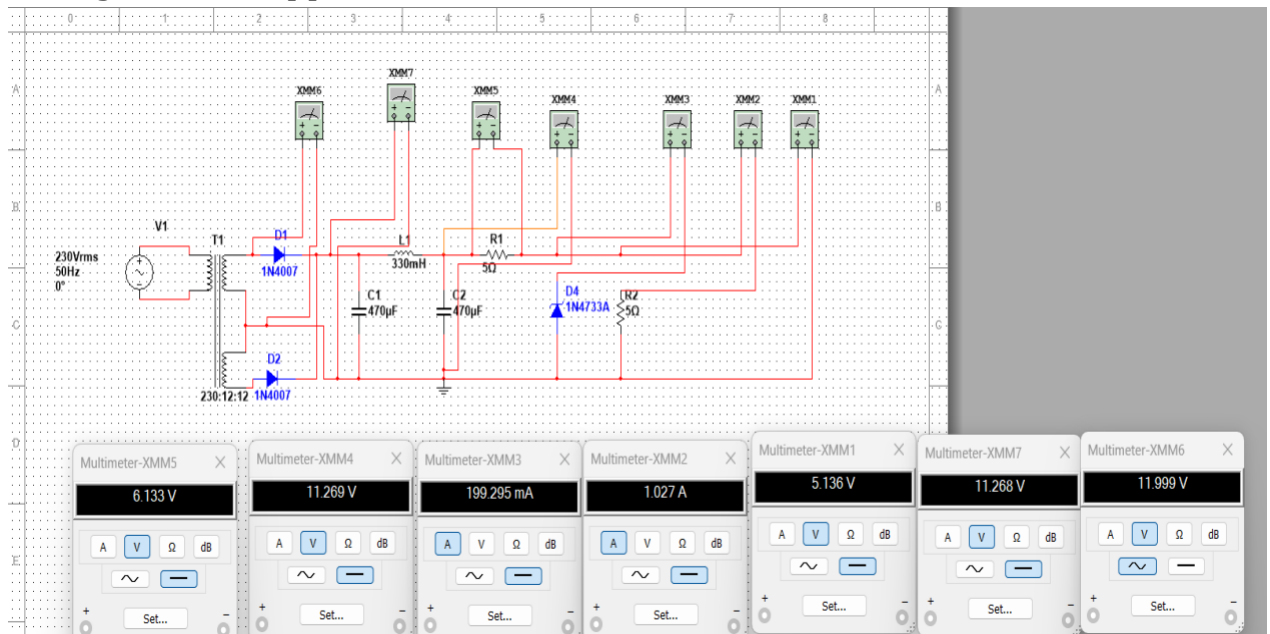 0 2 3 4 5 6 7 8
A A
B B
C C
D
E
XMM6
XMM7
XMM5
XMM4
XMM3
XMM2
XMM1
V1
230Vrms
50Hz
0°
T1
230:12:12
D1
1N4007
D2
1N4007
L1
330mH
R1
5Ω
C1
470µF
C2
470µF
D4
1N4733A
R2
5Ω
Multimeter-XMM5 X
6.133 V
A V Ω dB
+ Set... -
Multimeter-XMM4 X
11.269 V
A V Ω dB
+ Set... -
Multimeter-XMM3 X
199.295 mA
A V Ω dB
+ Set... -
Multimeter-XMM2 X
1.027 A
A V Ω dB
+ Set... -
Multimeter-XMM1 X
5.136 V
A V Ω dB
+ Set... -
Multimeter-XMM7 X
11.268 V
A V Ω dB
+ Set... -
Multimeter-XMM6 X
11.999 V
A V Ω dB
+ Set... -